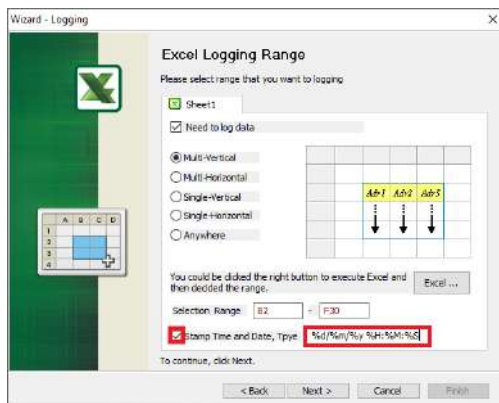 Wizard - Logging
Excel Logging Range
Please select range that you want to logging
Sheet1
Need to log data
Multi-Vertical
Multi-Horizontal
Single-Vertical
Single-Horizontal
Anywhere
Adr1 Adr2 Adr3
A B C D
1
2
3
4
You could be clicked the right button to execute Excel and
then decided the range.
Excel ...
Selection Range B2 - F30
Stamp Time and Date, Tpye %d/%m/%y %H:%M:%S
To continue, click Next.
< Back Next > Cancel Finish